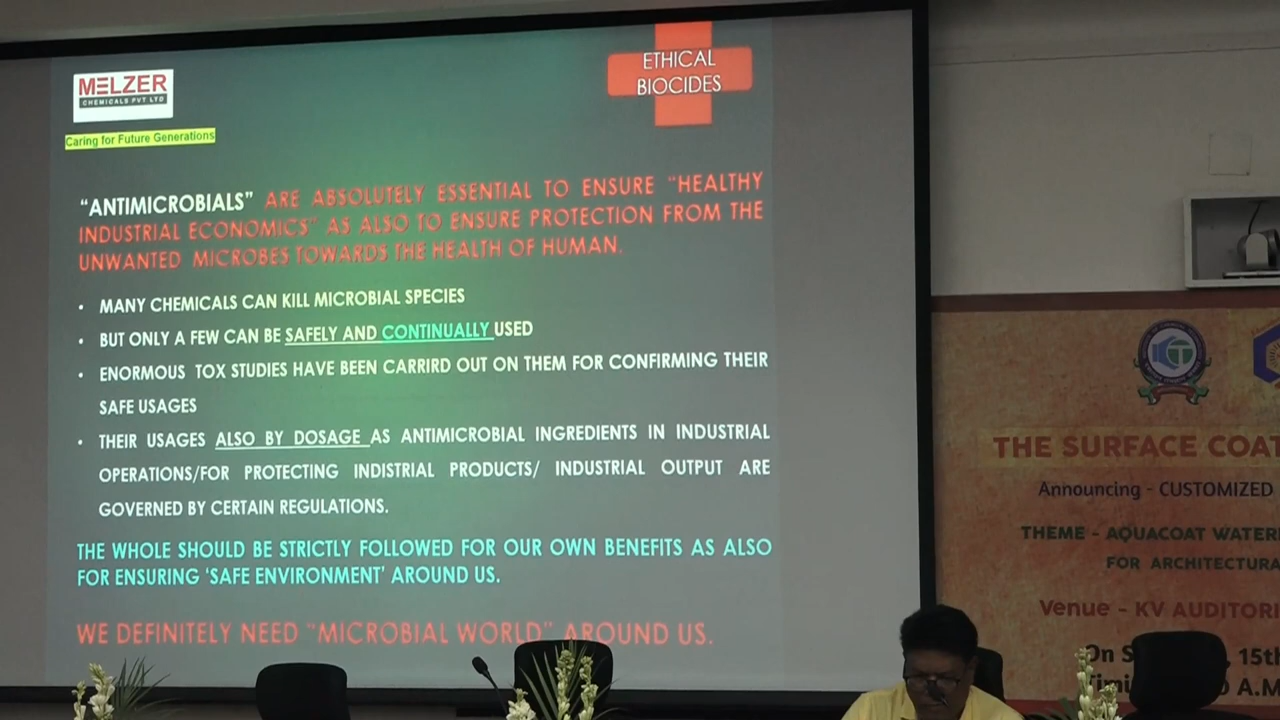 MELZER
CHEMICALS PVT LTD
Caring for Future Generations
ETHICAL
BIOCIDES
“ANTIMICROBIALS” ARE ABSOLUTELY ESSENTIAL TO ENSURE “HEALTHY
INDUSTRIAL ECONOMICS” AS ALSO TO ENSURE PROTECTION FROM THE
UNWANTED MICROBES TOWARDS THE HEALTH OF HUMAN.
• MANY CHEMICALS CAN KILL MICROBIAL SPECIES
• BUT ONLY A FEW CAN BE SAFELY AND CONTINUALLY USED
• ENORMOUS TOX STUDIES HAVE BEEN CARRIRD OUT ON THEM FOR CONFIRMING THEIR
SAFE USAGES
• THEIR USAGES ALSO BY DOSAGE AS ANTIMICROBIAL INGREDIENTS IN INDUSTRIAL
OPERATIONS/FOR PROTECTING INDISTRIAL PRODUCTS/ INDUSTRIAL OUTPUT ARE
GOVERNED BY CERTAIN REGULATIONS.
THE WHOLE SHOULD BE STRICTLY FOLLOWED FOR OUR OWN BENEFITS AS ALSO
FOR ENSURING ‘SAFE ENVIRONMENT’ AROUND US.
WE DEFINITELY NEED “MICROBIAL WORLD” AROUND US.
THE SURFACE COAT
Announcing - CUSTOMIZED
THEME - AQUACOAT WATER
FOR ARCHITECTURA
Venue - KV AUDITORI
On 15th
A.M